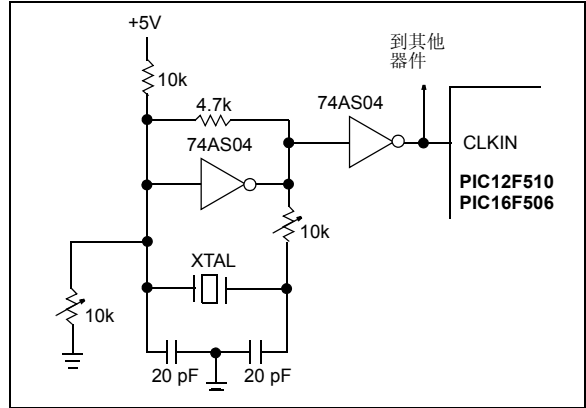 +5V
10k
4.7k
74AS04
74AS04
到其他
器件
CLKIN
PIC12F510
PIC16F506
10k
XTAL
10k
20 pF
20 pF